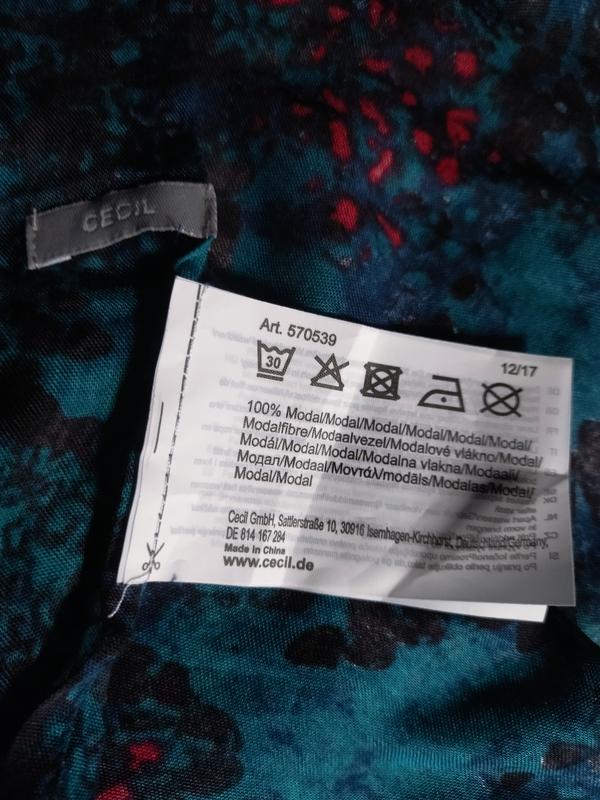 CECIL
Art. 570539
12/17
30
100% Modal/Modal/Modal/Modal/Modal/Modal/
Modalfibre/Modaalvezel/Modalové vlákno/Modal/
Modál/Modal/Modal/Modalna vlakna/Modaali/
Модал/Modaal/Μοντάλ/modāls/Modalas/Modal/
Modal/Modal
Cecil GmbH, Sattlerstraße 10, 30916 Isernhagen-Kirchhorst, Germany,
DE 814 167 284
Made in China
www.cecil.de